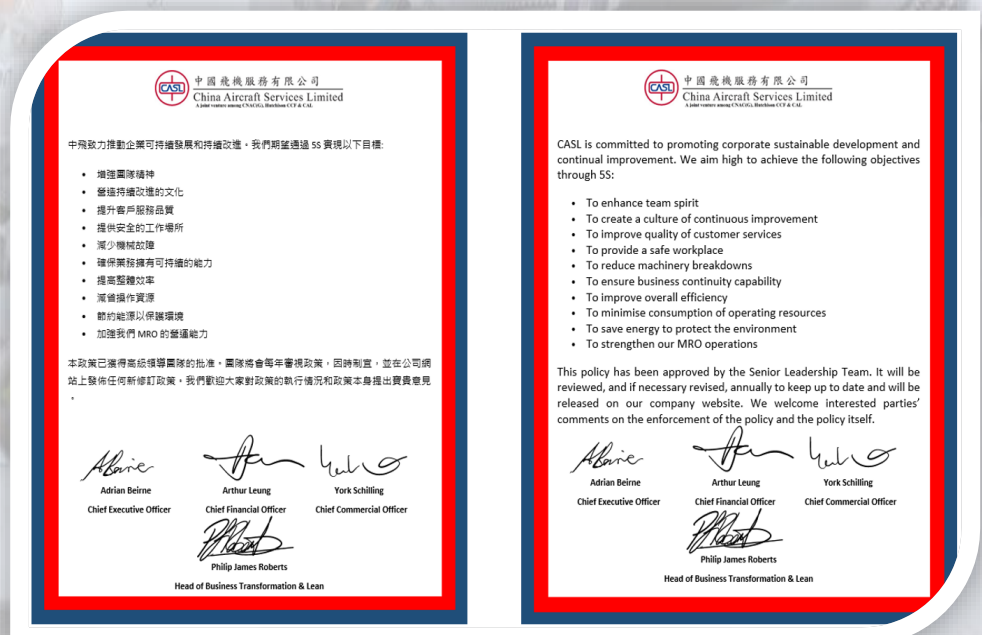 CASL
中國飛機服務有限公司
China Aircraft Services Limited
A joint venture among CNAC(G), Hutchison CCF & CAL
中飛致力推動企業可持續發展和持續改進。我們期望通過 5S 實現以下目標:
• 增強團隊精神
• 營造持續改進的文化
• 提升客戶服務品質
• 提供安全的工作場所
• 減少機械故障
• 確保業務擁有可持續的能力
• 提高整體效率
• 減省操作資源
• 節約能源以保護環境
• 加強我們 MRO 的營運能力
本政策已獲得高級領導團隊的批准。團隊將會每年審視政策，因時制宜，並在公司網
站上發佈任何新修訂政策。我們歡迎大家對政策的執行情況和政策本身提出寶貴意見
。
Adrian Beirne
Arthur Leung
York Schilling
Chief Executive Officer
Chief Financial Officer
Chief Commercial Officer
Philip James Roberts
Head of Business Transformation & Lean
CASL
中國飛機服務有限公司
China Aircraft Services Limited
A joint venture among CNAC(G), Hutchison CCF & CAL
CASL is committed to promoting corporate sustainable development and
continual improvement. We aim high to achieve the following objectives
through 5S:
• To enhance team spirit
• To create a culture of continuous improvement
• To improve quality of customer services
• To provide a safe workplace
• To reduce machinery breakdowns
• To ensure business continuity capability
• To improve overall efficiency
• To minimise consumption of operating resources
• To save energy to protect the environment
• To strengthen our MRO operations
This policy has been approved by the Senior Leadership Team. It will be
reviewed, and if necessary revised, annually to keep up to date and will be
released on our company website. We welcome interested parties'
comments on the enforcement of the policy and the policy itself.
Adrian Beirne
Arthur Leung
York Schilling
Chief Executive Officer
Chief Financial Officer
Chief Commercial Officer
Philip James Roberts
Head of Business Transformation & Lean